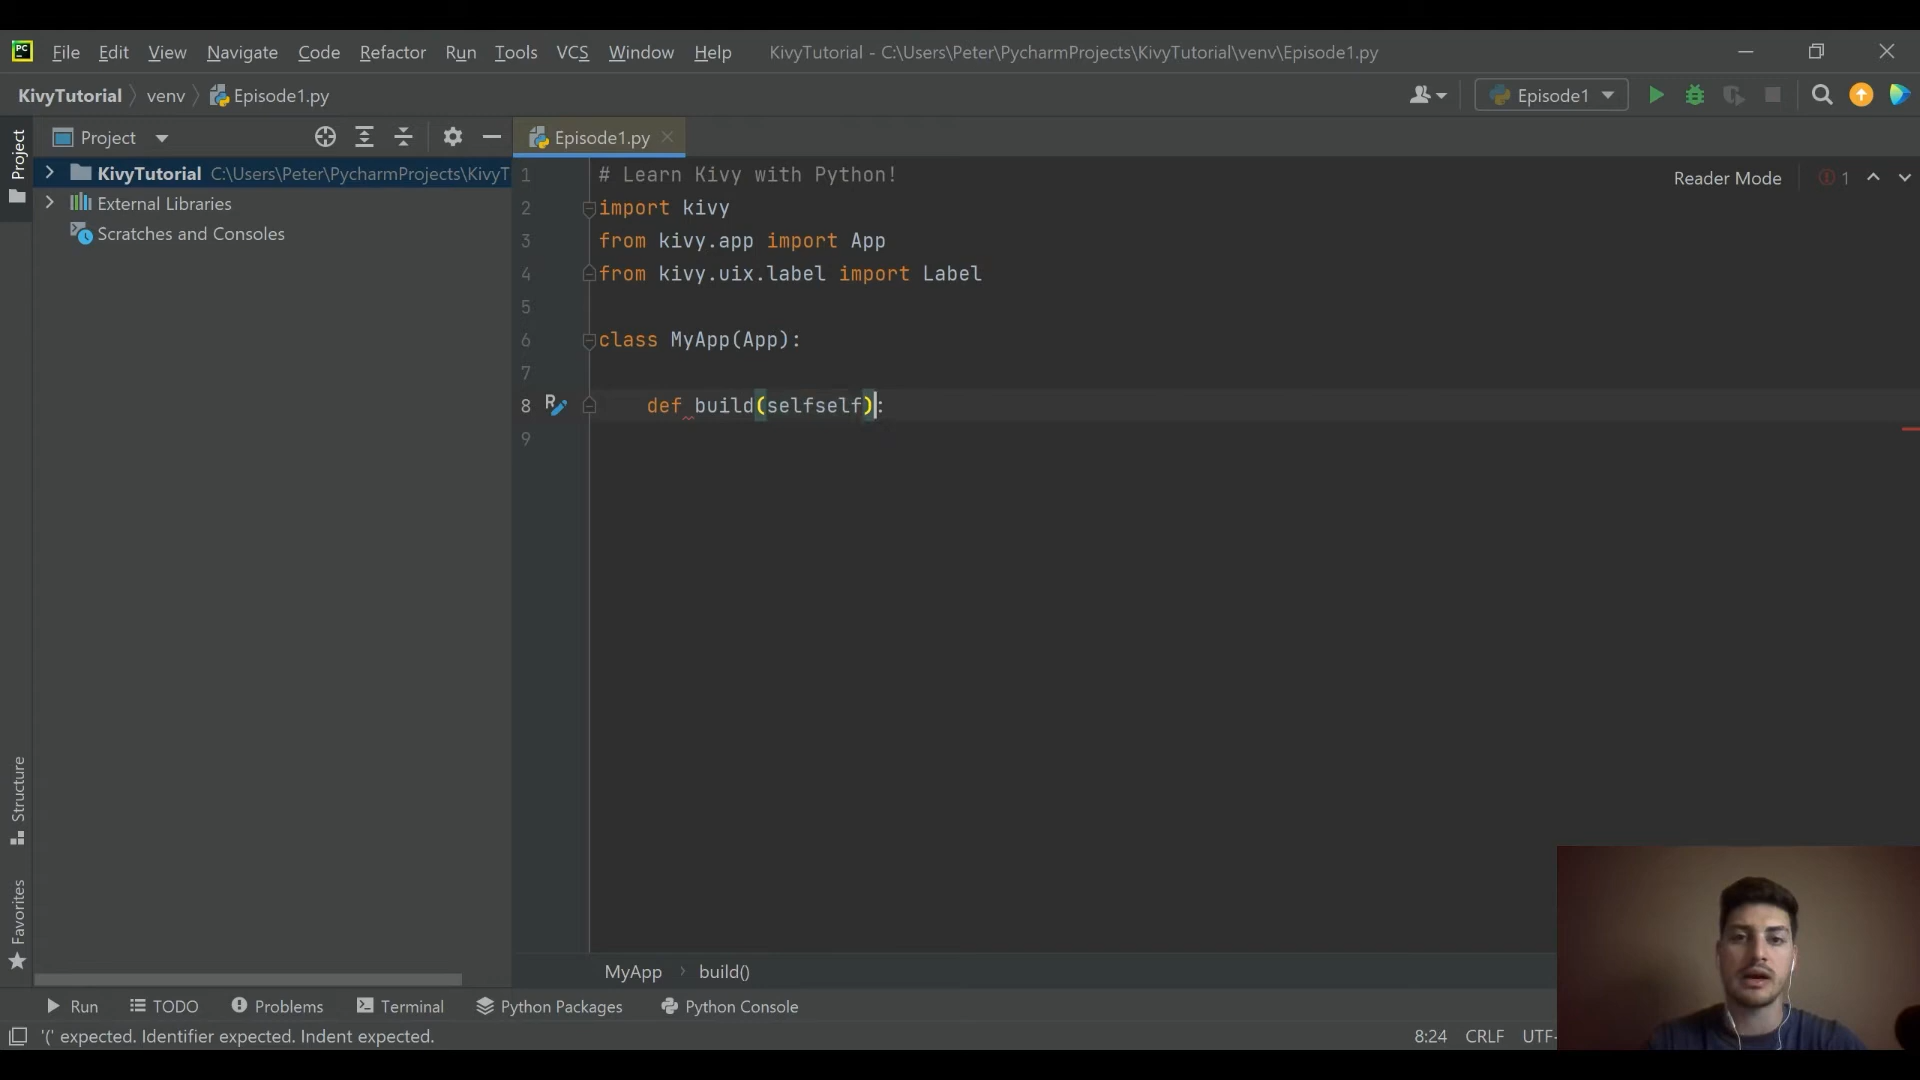 PC File Edit View Navigate Code Refactor Run Tools VCS Window Help KivyTutorial - C:\Users\Peter\PycharmProjects\KivyTutorial\venv\Episode1.py
KivyTutorial venv Episode1.py Episode1
Project
Project
Episode1.py
KivyTutorial C:\Users\Peter\PycharmProjects\KivyT
External Libraries
Scratches and Consoles
Reader Mode 1
1 # Learn Kivy with Python!
2 import kivy
3 from kivy.app import App
4 from kivy.uix.label import Label
5
6 class MyApp(App):
7
8 def build(selfself):
9
Structure
Favorites
MyApp build()
Run TODO Problems Terminal Python Packages Python Console
'(' expected. Identifier expected. Indent expected. 8:24 CRLF UTF-